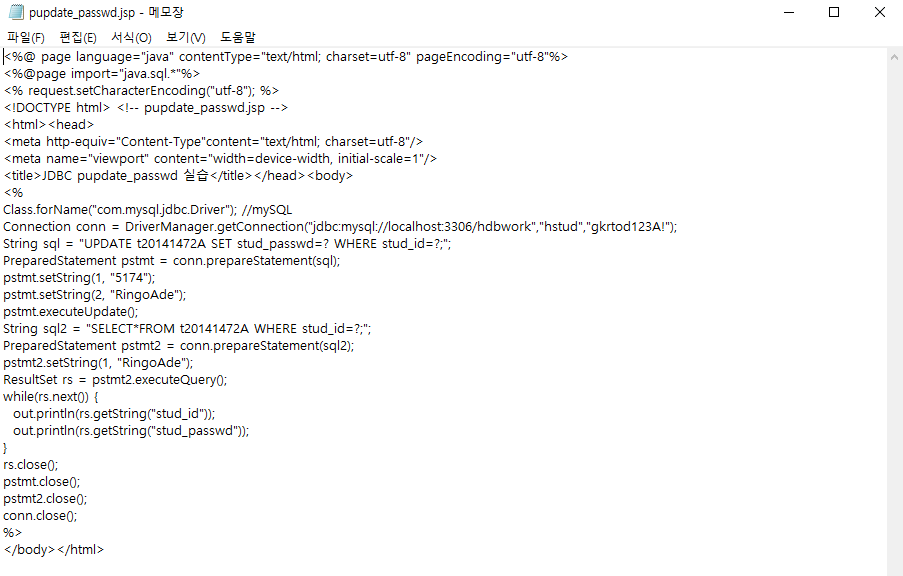 pupdate_passwd.jsp - 메모장
파일(F) 편집(E) 서식(O) 보기(V) 도움말
<%@ page language="java" contentType="text/html; charset=utf-8" pageEncoding="utf-8"%>
<%@page import="java.sql.*"%>
<% request.setCharacterEncoding("utf-8"); %>
<!DOCTYPE html> <!-- pupdate_passwd.jsp -->
<html><head>
<meta http-equiv="Content-Type"content="text/html; charset=utf-8"/>
<meta name="viewport" content="width=device-width, initial-scale=1"/>
<title>JDBC pupdate_passwd 실습</title></head><body>
<%
Class.forName("com.mysql.jdbc.Driver"); //mySQL
Connection conn = DriverManager.getConnection("jdbc:mysql://localhost:3306/hdbwork","hstud","gkrtod123A!");
String sql = "UPDATE t20141472A SET stud_passwd=? WHERE stud_id=?;";
PreparedStatement pstmt = conn.prepareStatement(sql);
pstmt.setString(1, "5174");
pstmt.setString(2, "RingoAde");
pstmt.executeUpdate();
String sql2 = "SELECT*FROM t20141472A WHERE stud_id=?;";
PreparedStatement pstmt2 = conn.prepareStatement(sql2);
pstmt2.setString(1, "RingoAde");
ResultSet rs = pstmt2.executeQuery();
while(rs.next()) {
   out.println(rs.getString("stud_id"));
   out.println(rs.getString("stud_passwd"));
}
rs.close();
pstmt.close();
pstmt2.close();
conn.close();
%>
</body></html>